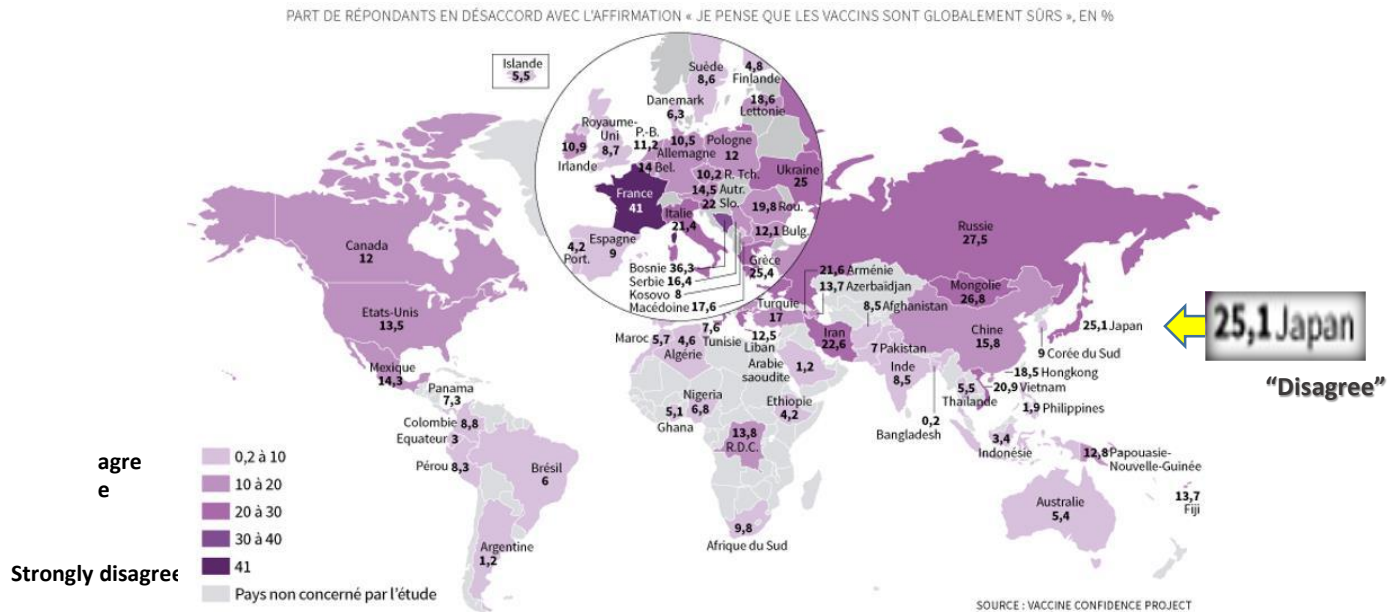 PART DE RÉPONDANTS EN DÉSACCORD AVEC L'AFFIRMATION « JE PENSE QUE LES VACCINS SONT GLOBALEMENT SÛRS », EN %
Islande
5,5
Suède
8,6
4,8
Finlande
Danemark
6,3
18,6
Lettonie
Royaume-
Uni
8,7
P.-B.
11,2
10,5
Allemagne
Pologne
12
10,9
Irlande
14 Bel.
10,2 R. Tch.
14,5 Autr.
22 Slo.
Ukraine
25
France
41
19,8 Rou.
Italie
21,4
12,1 Bulg.
4,2
Port.
Espagne
9
Grèce
25,4
Bosnie 36,3
Serbie 16,4
Kosovo 8
Macédoine 17,6
Canada
12
Etats-Unis
13,5
Mexique
14,3
Panama
7,3
Colombie 8,8
Equateur 3
Pérou 8,3
Brésil
6
Argentine
1,2
Russie
27,5
21,6 Arménie
13,7 Azerbaïdjan
8,5 Afghanistan
Mongolie
26,8
Turquie
17
Iran
22,6
Chine
15,8
25,1 Japan
25,1 Japan
“Disagree”
9 Corée du Sud
7 Pakistan
Inde
8,5
18,5 Hongkong
20,9 Vietnam
5,5
Thaïlande
1,9 Philippines
0,2
Bangladesh
3,4
Indonésie
12,8 Papouasie-
Nouvelle-Guinée
Australie
5,4
13,7
Fiji
Maroc 5,7
4,6
Algérie
7,6
Tunisie
12,5
Liban
Arabie
saoudite
1,2
Nigeria
6,8
5,1
Ghana
Ethiopie
4,2
13,8
R.D.C.
9,8
Afrique du Sud
agre
e
Strongly disagree
0,2 à 10
10 à 20
20 à 30
30 à 40
41
Pays non concerné par l'étude
SOURCE : VACCINE CONFIDENCE PROJECT